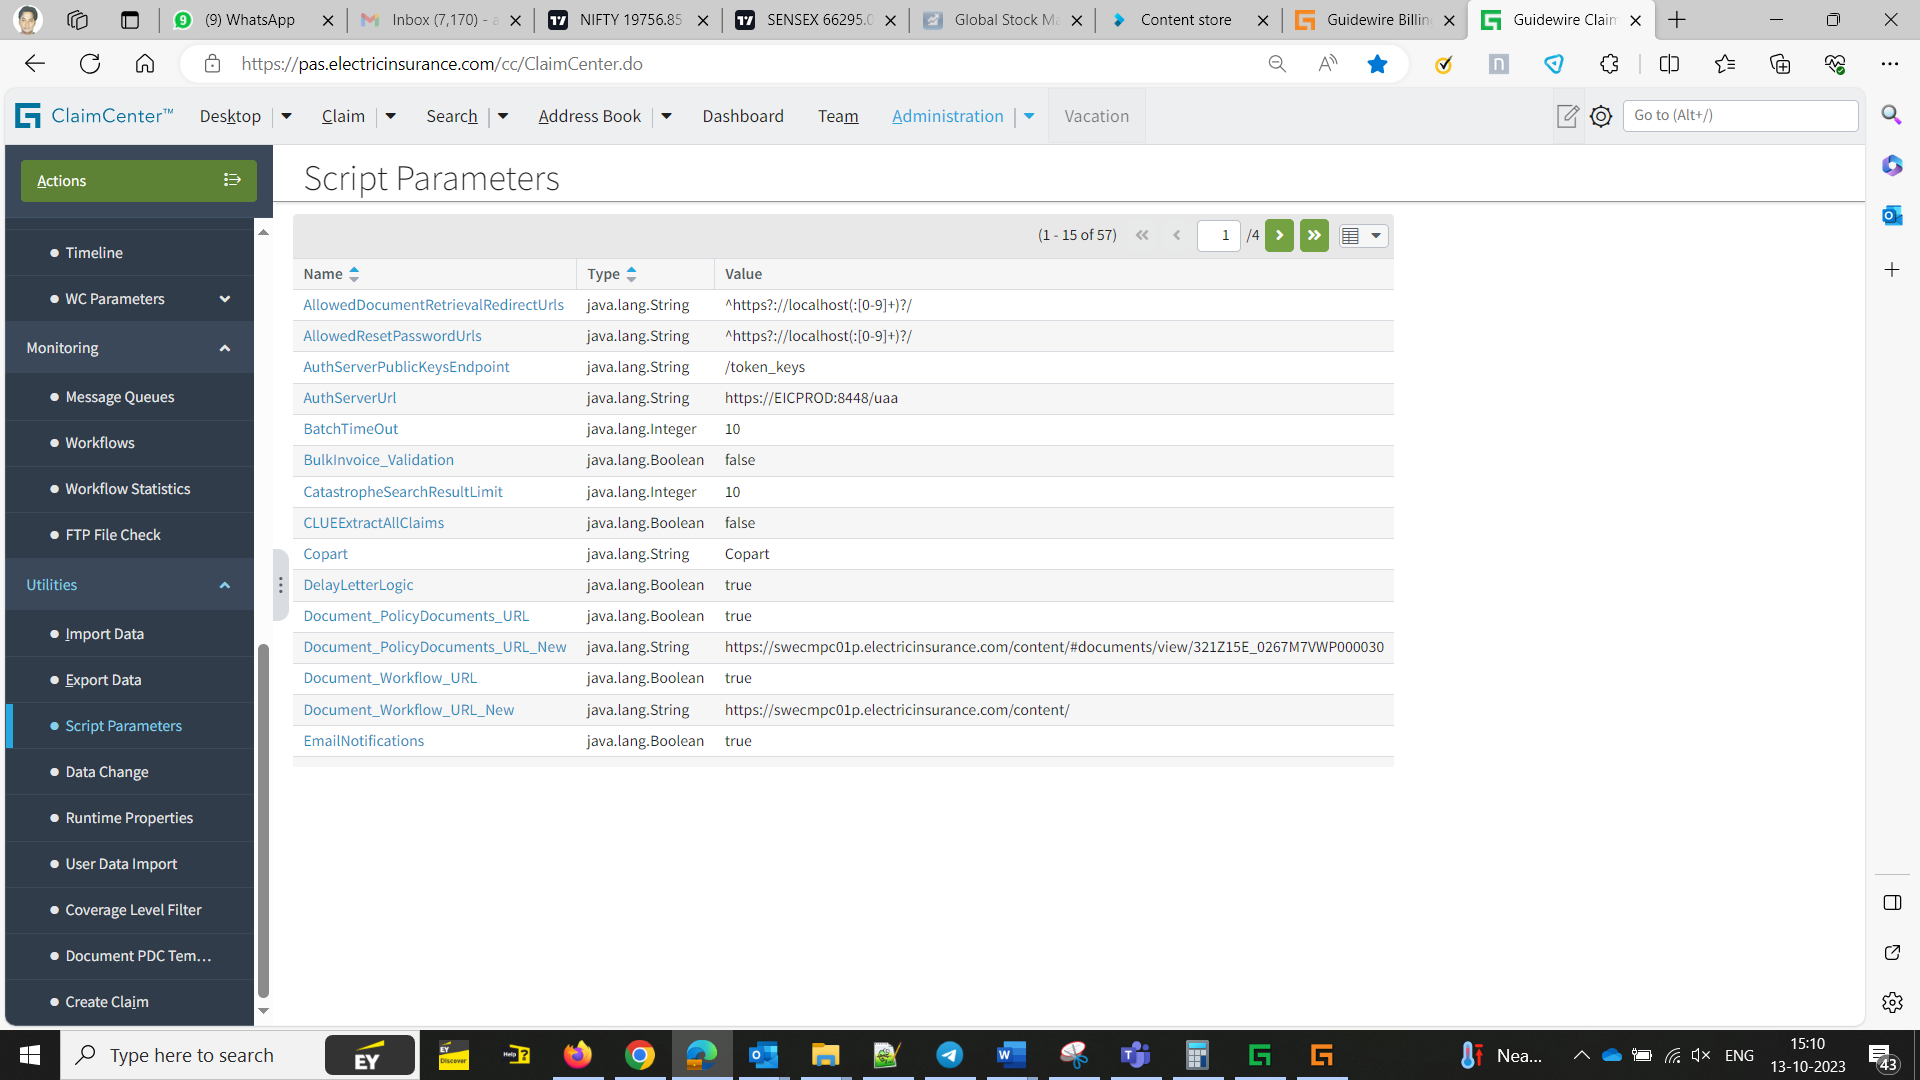 (9) WhatsApp
Inbox (7,170) - a
NIFTY 19756.85
SENSEX 66295.0
Global Stock Ma
Content store
Guidewire Billin
Guidewire Claim
https://pas.electricinsurance.com/cc/ClaimCenter.do
ClaimCenter™
Desktop
Claim
Search
Address Book
Dashboard
Team
Administration
Vacation
Go to (Alt+/)
Actions
Timeline
WC Parameters
Monitoring
Message Queues
Workflows
Workflow Statistics
FTP File Check
Utilities
Import Data
Export Data
Script Parameters
Data Change
Runtime Properties
User Data Import
Coverage Level Filter
Document PDC Tem...
Create Claim
Script Parameters
(1 - 15 of 57) 1 /4
Name Type Value
AllowedDocumentRetrievalRedirectUrls java.lang.String ^https?://localhost(:[0-9]+)?/
AllowedResetPasswordUrls java.lang.String ^https?://localhost(:[0-9]+)?/
AuthServerPublicKeysEndpoint java.lang.String /token_keys
AuthServerUrl java.lang.String https://EICPROD:8448/uaa
BatchTimeOut java.lang.Integer 10
BulkInvoice_Validation java.lang.Boolean false
CatastropheSearchResultLimit java.lang.Integer 10
CLUEExtractAllClaims java.lang.Boolean false
Copart java.lang.String Copart
DelayLetterLogic java.lang.Boolean true
Document_PolicyDocuments_URL java.lang.Boolean true
Document_PolicyDocuments_URL_New java.lang.String https://swecmpc01p.electricinsurance.com/content/#documents/view/321Z15E_0267M7VWP000030
Document_Workflow_URL java.lang.Boolean true
Document_Workflow_URL_New java.lang.String https://swecmpc01p.electricinsurance.com/content/
EmailNotifications java.lang.Boolean true
Type here to search
EY
EY Discover
Help ?
Nea...
ENG
15:10
13-10-2023
43